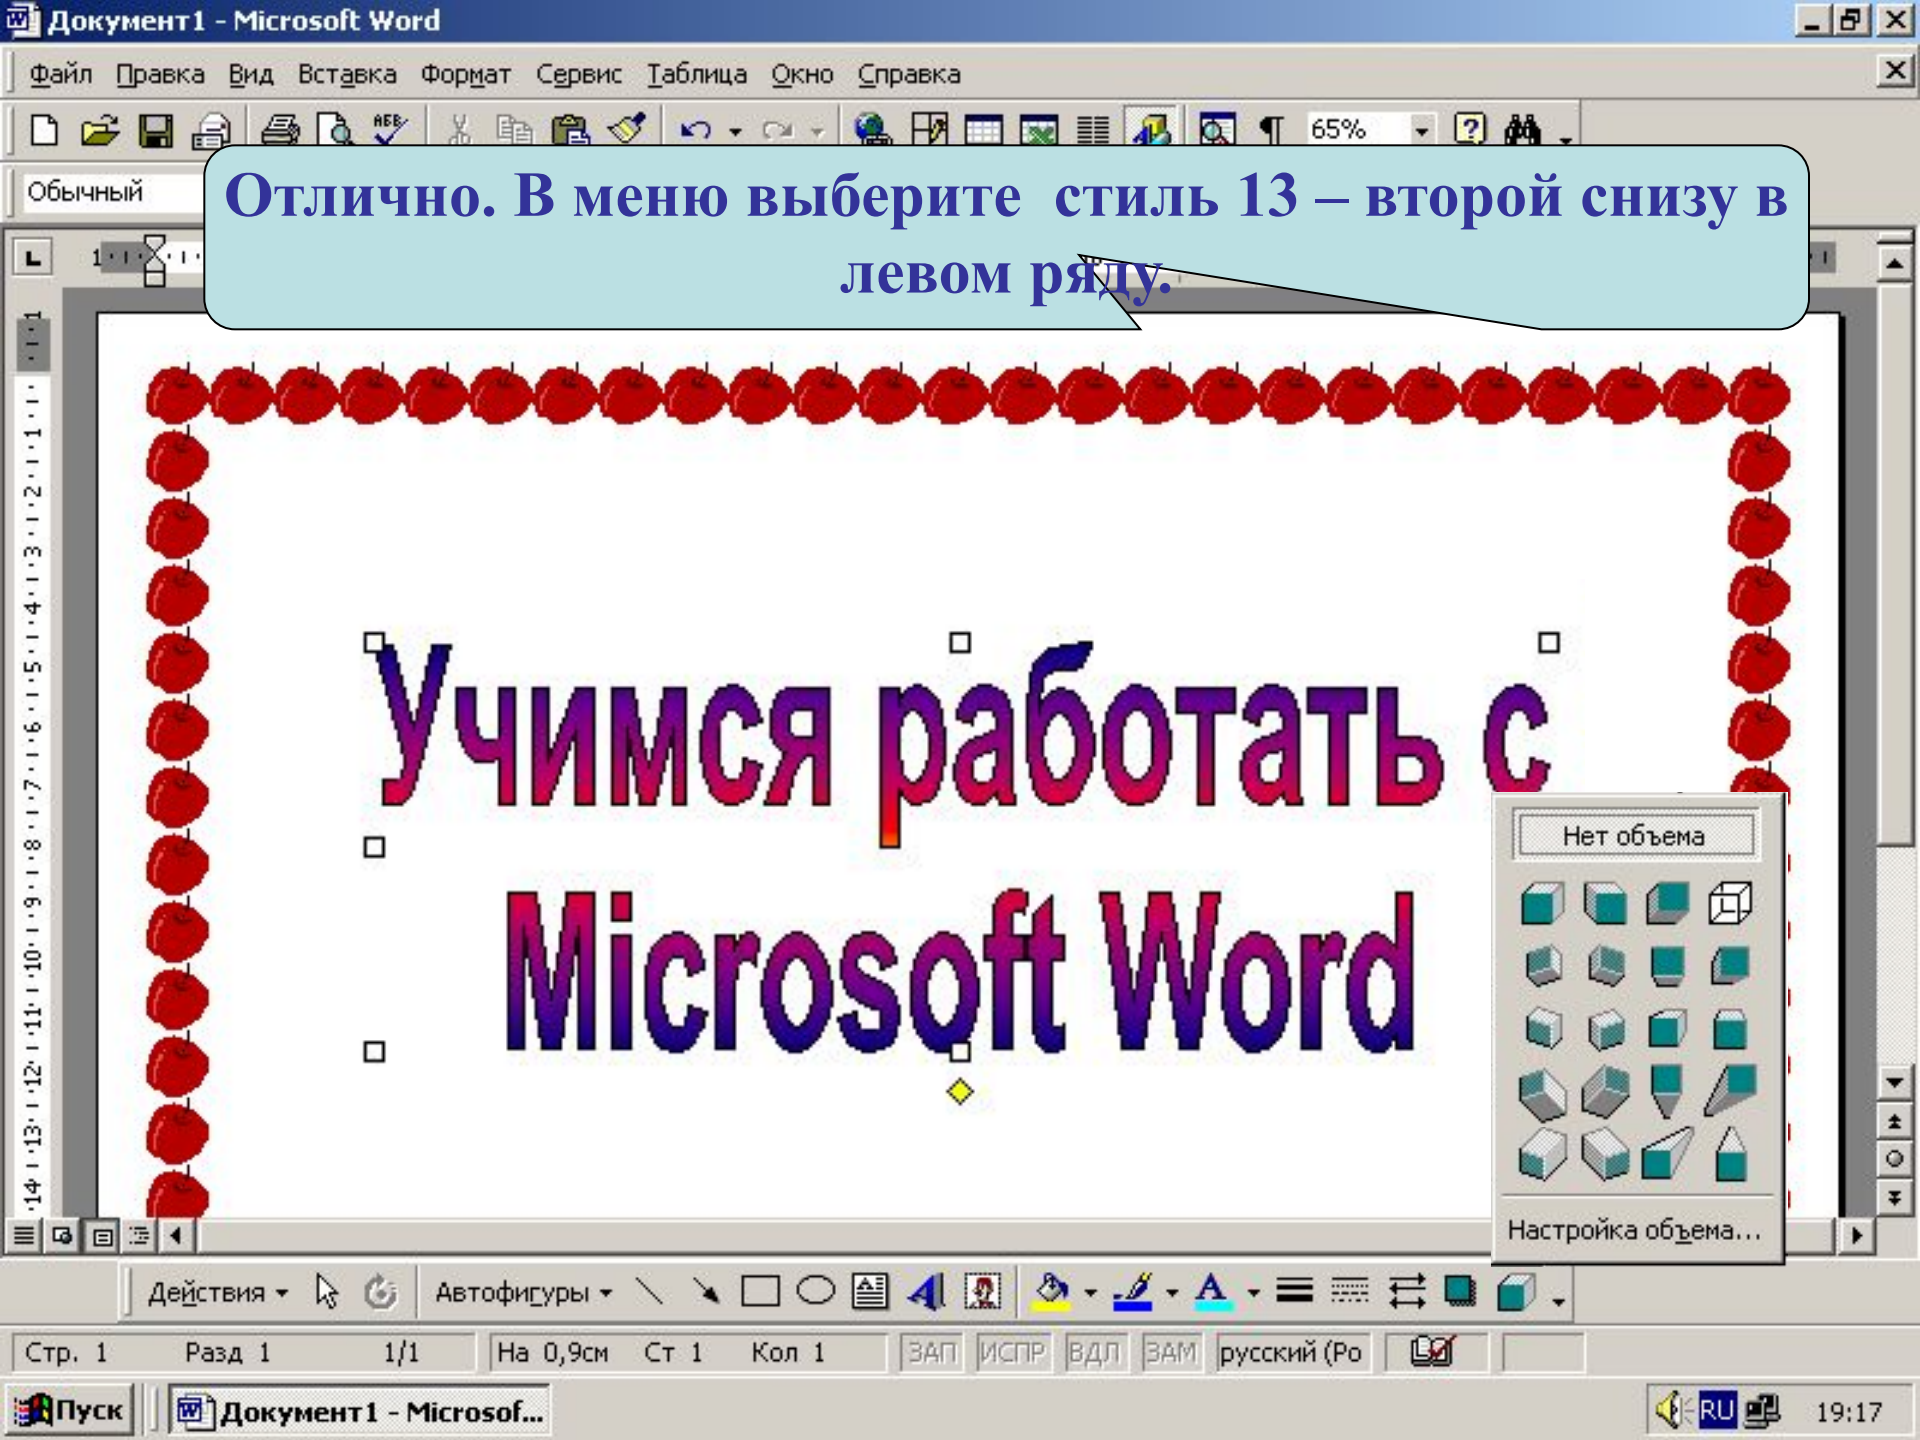 Документ1 - Microsoft Word
Файл Правка Вид Вставка Формат Сервис Таблица Окно Справка
65%
Обычный
Отлично. В меню выберите стиль 13 – второй снизу в
левом ряду.
Учимся работать с
Microsoft Word
Нет объема
Настройка объема...
Действия Автофигуры
Стр. 1 Разд 1 1/1 На 0,9см Ст 1 Кол 1 ЗАП ИСПР ВДЛ ЗАМ русский (Ро
Пуск Документ1 - Microsof... RU 19:17